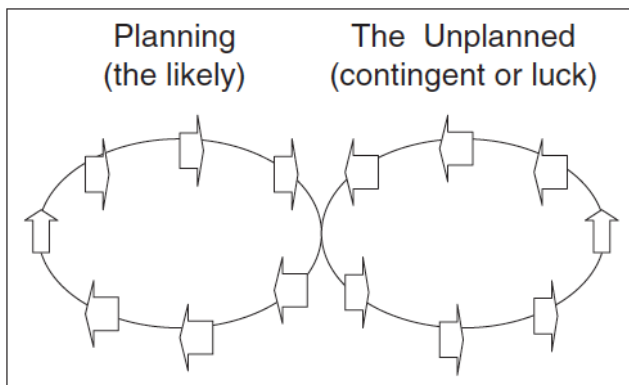 Planning
(the likely)
The Unplanned
(contingent or luck)